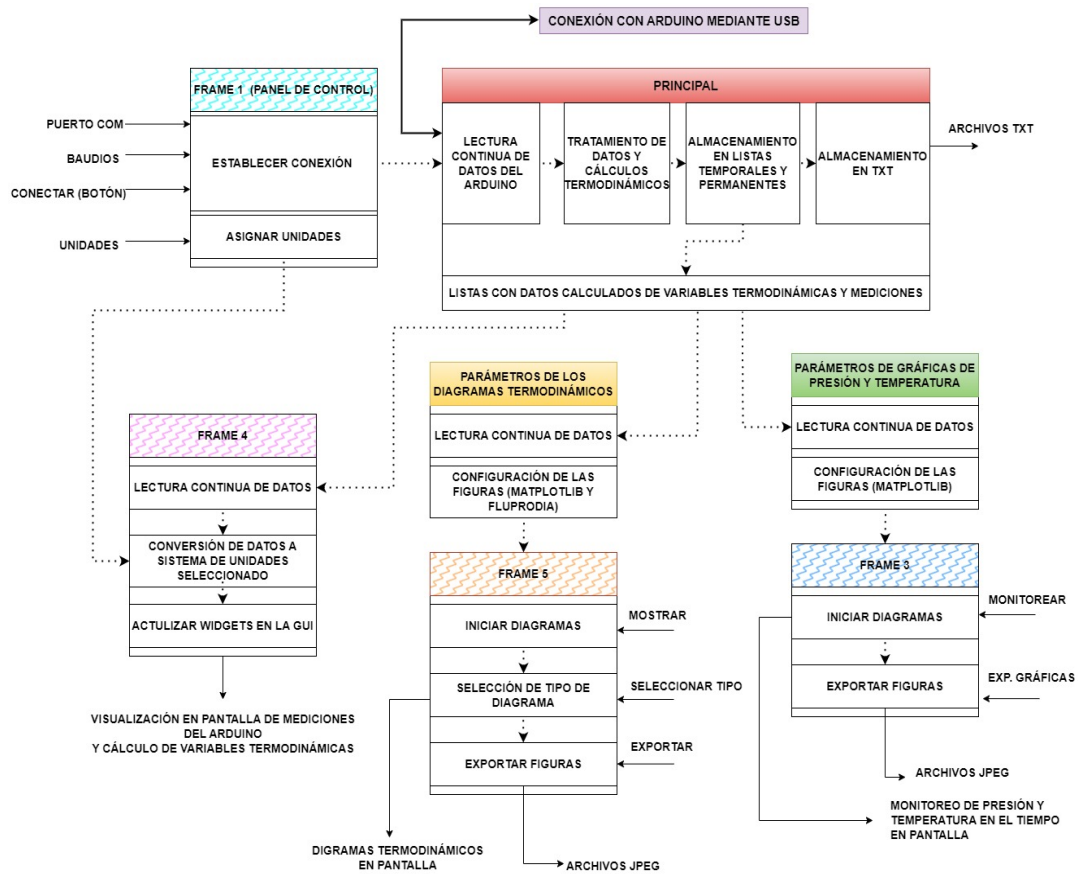 CONEXIÓN CON ARDUINO MEDIANTE USB
FRAME 1 (PANEL DE CONTROL)
PUERTO COM
BAUDIOS
CONECTAR (BOTÓN)
UNIDADES
ESTABLECER CONEXIÓN
ASIGNAR UNIDADES
PRINCIPAL
LECTURA
CONTINUA DE
DATOS DEL
ARDUINO
TRATAMIENTO DE
DATOS Y
CÁLCULOS
TERMODINÁMICOS
ALMACENAMIENTO
EN LISTAS
TEMPORALES Y
PERMANENTES
ALMACENAMIENTO
EN TXT
ARCHIVOS TXT
LISTAS CON DATOS CALCULADOS DE VARIABLES TERMODINÁMICAS Y MEDICIONES
FRAME 4
LECTURA CONTINUA DE DATOS
CONVERSIÓN DE DATOS A
SISTEMA DE UNIDADES
SELECCIONADO
ACTULIZAR WIDGETS EN LA GUI
VISUALIZACIÓN EN PANTALLA DE MEDICIONES
DEL ARDUINO
Y CÁLCULO DE VARIABLES TERMODINÁMICAS
PARÁMETROS DE LOS
DIAGRAMAS TERMODINÁMICOS
LECTURA CONTINUA DE DATOS
CONFIGURACIÓN DE LAS
FIGURAS (MATPLOTLIB Y
FLUPRODIA)
FRAME 5
INICIAR DIAGRAMAS
SELECCIÓN DE TIPO DE
DIAGRAMA
EXPORTAR FIGURAS
MOSTRAR
SELECCIONAR TIPO
EXPORTAR
DIGRAMAS TERMODINÁMICOS
EN PANTALLA
ARCHIVOS JPEG
PARÁMETROS DE GRÁFICAS DE
PRESIÓN Y TEMPERATURA
LECTURA CONTINUA DE DATOS
CONFIGURACIÓN DE LAS
FIGURAS (MATPLOTLIB)
FRAME 3
INICIAR DIAGRAMAS
EXPORTAR FIGURAS
MONITOREAR
EXP. GRÁFICAS
ARCHIVOS JPEG
MONITOREO DE PRESIÓN Y
TEMPERATURA EN EL TIEMPO
EN PANTALLA